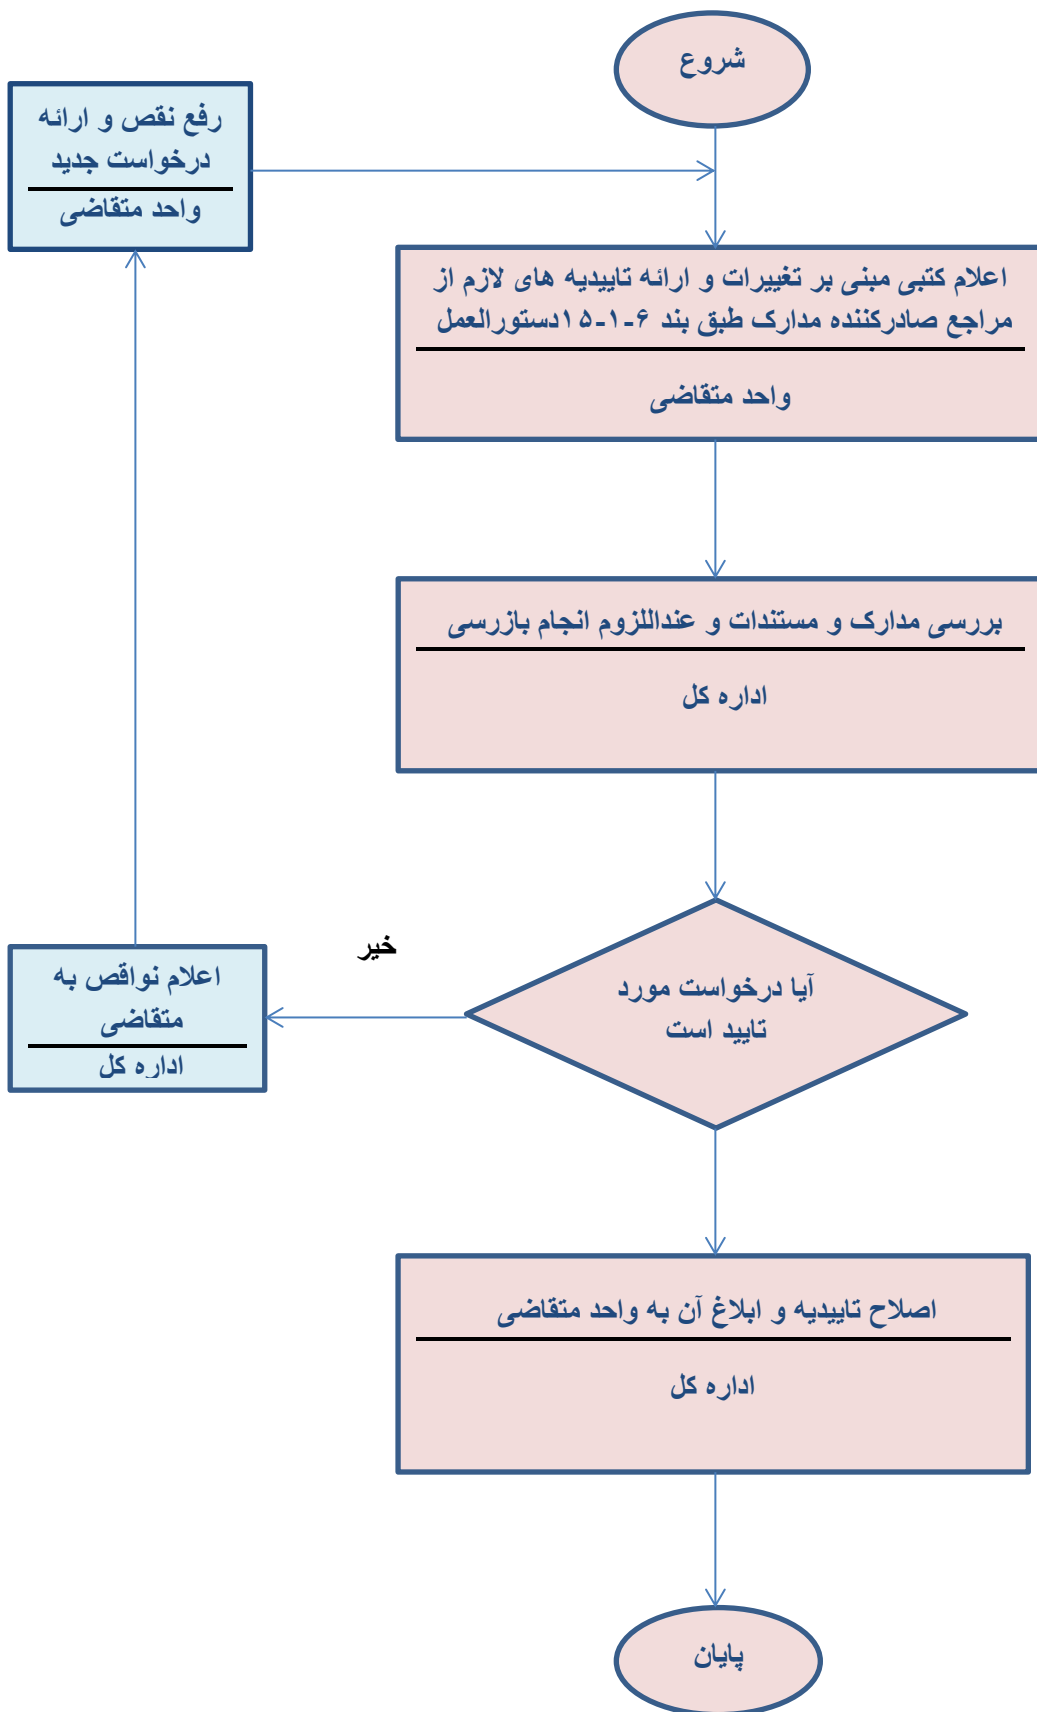 شروع
رفع نقص و ارائه
درخواست جدید
واحد متقاضی
اعلام کتبی مبنی بر تغییرات و ارائه تاییدیه های لازم از
مراجع صادرکننده مدارک طبق بند ۶-۱-۱۵دستورالعمل
واحد متقاضی
بررسی مدارک و مستندات و عنداللزوم انجام بازرسی
اداره کل
آیا درخواست مورد
تایید است
خیر
اعلام نواقص به
متقاضی
اداره کل
اصلاح تاییدیه و ابلاغ آن به واحد متقاضی
اداره کل
پایان